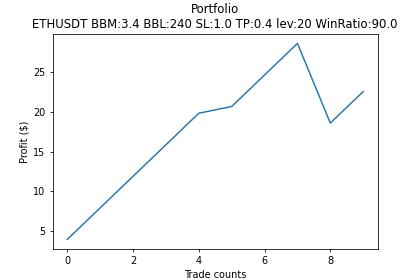 Portfolio
ETHUSDT BBM:3.4 BBL:240 SL:1.0 TP:0.4 lev:20 WinRatio:90.0
25
20
15
10
5
Profit ($)
0 2 4 6 8
Trade counts